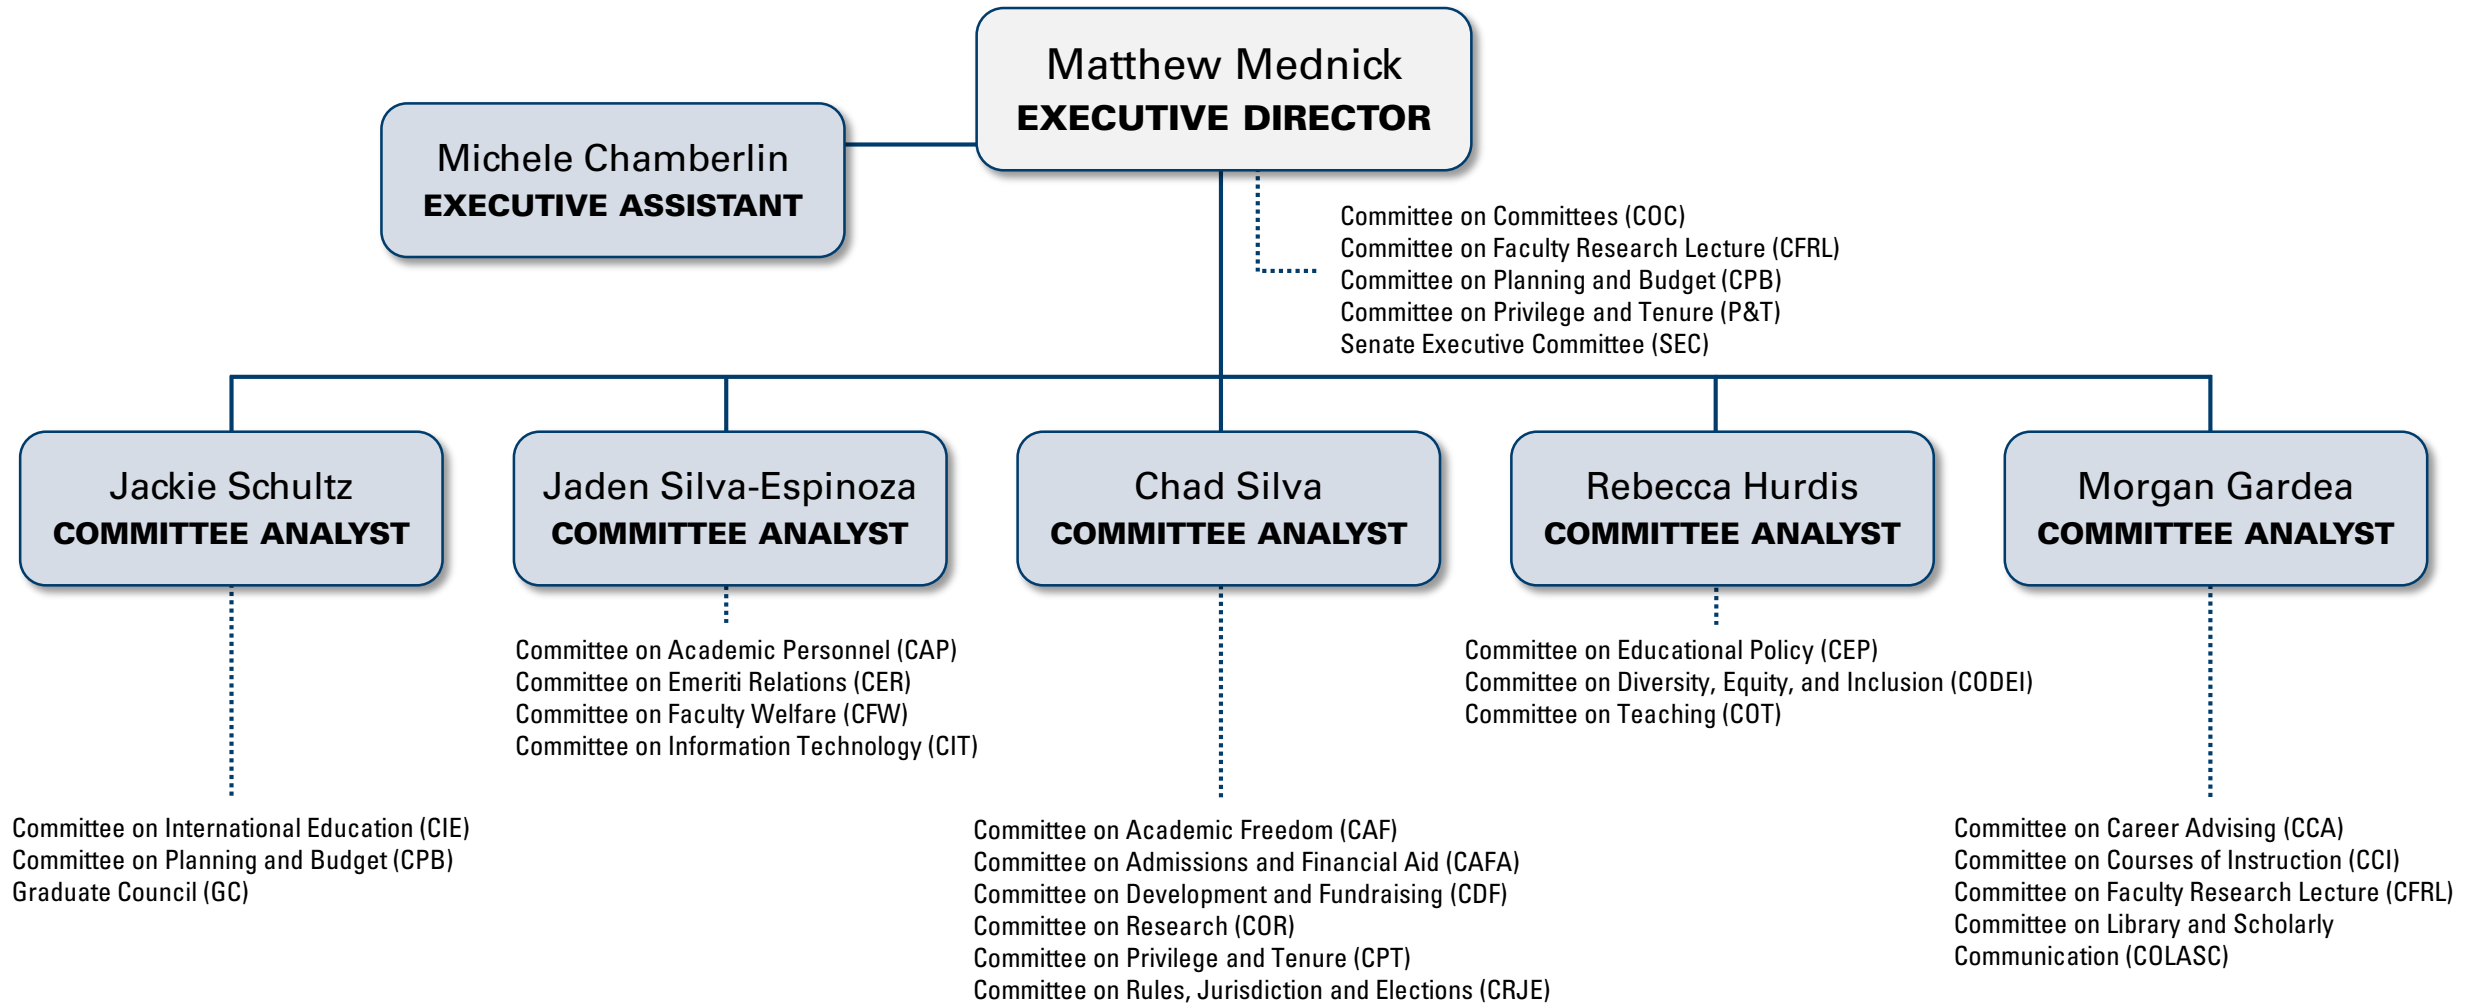 Matthew Mednick
EXECUTIVE DIRECTOR
Michele Chamberlin
EXECUTIVE ASSISTANT
Committee on Committees (COC)
Committee on Faculty Research Lecture (CFRL)
Committee on Planning and Budget (CPB)
Committee on Privilege and Tenure (P&T)
Senate Executive Committee (SEC)
Jackie Schultz
COMMITTEE ANALYST
Jaden Silva-Espinoza
COMMITTEE ANALYST
Chad Silva
COMMITTEE ANALYST
Rebecca Hurdis
COMMITTEE ANALYST
Morgan Gardea
COMMITTEE ANALYST
Committee on International Education (CIE)
Committee on Planning and Budget (CPB)
Graduate Council (GC)
Committee on Academic Personnel (CAP)
Committee on Emeriti Relations (CER)
Committee on Faculty Welfare (CFW)
Committee on Information Technology (CIT)
Committee on Academic Freedom (CAF)
Committee on Admissions and Financial Aid (CAFA)
Committee on Development and Fundraising (CDF)
Committee on Research (COR)
Committee on Privilege and Tenure (CPT)
Committee on Rules, Jurisdiction and Elections (CRJE)
Committee on Educational Policy (CEP)
Committee on Diversity, Equity, and Inclusion (CODEI)
Committee on Teaching (COT)
Committee on Career Advising (CCA)
Committee on Courses of Instruction (CCI)
Committee on Faculty Research Lecture (CFRL)
Committee on Library and Scholarly
Communication (COLASC)